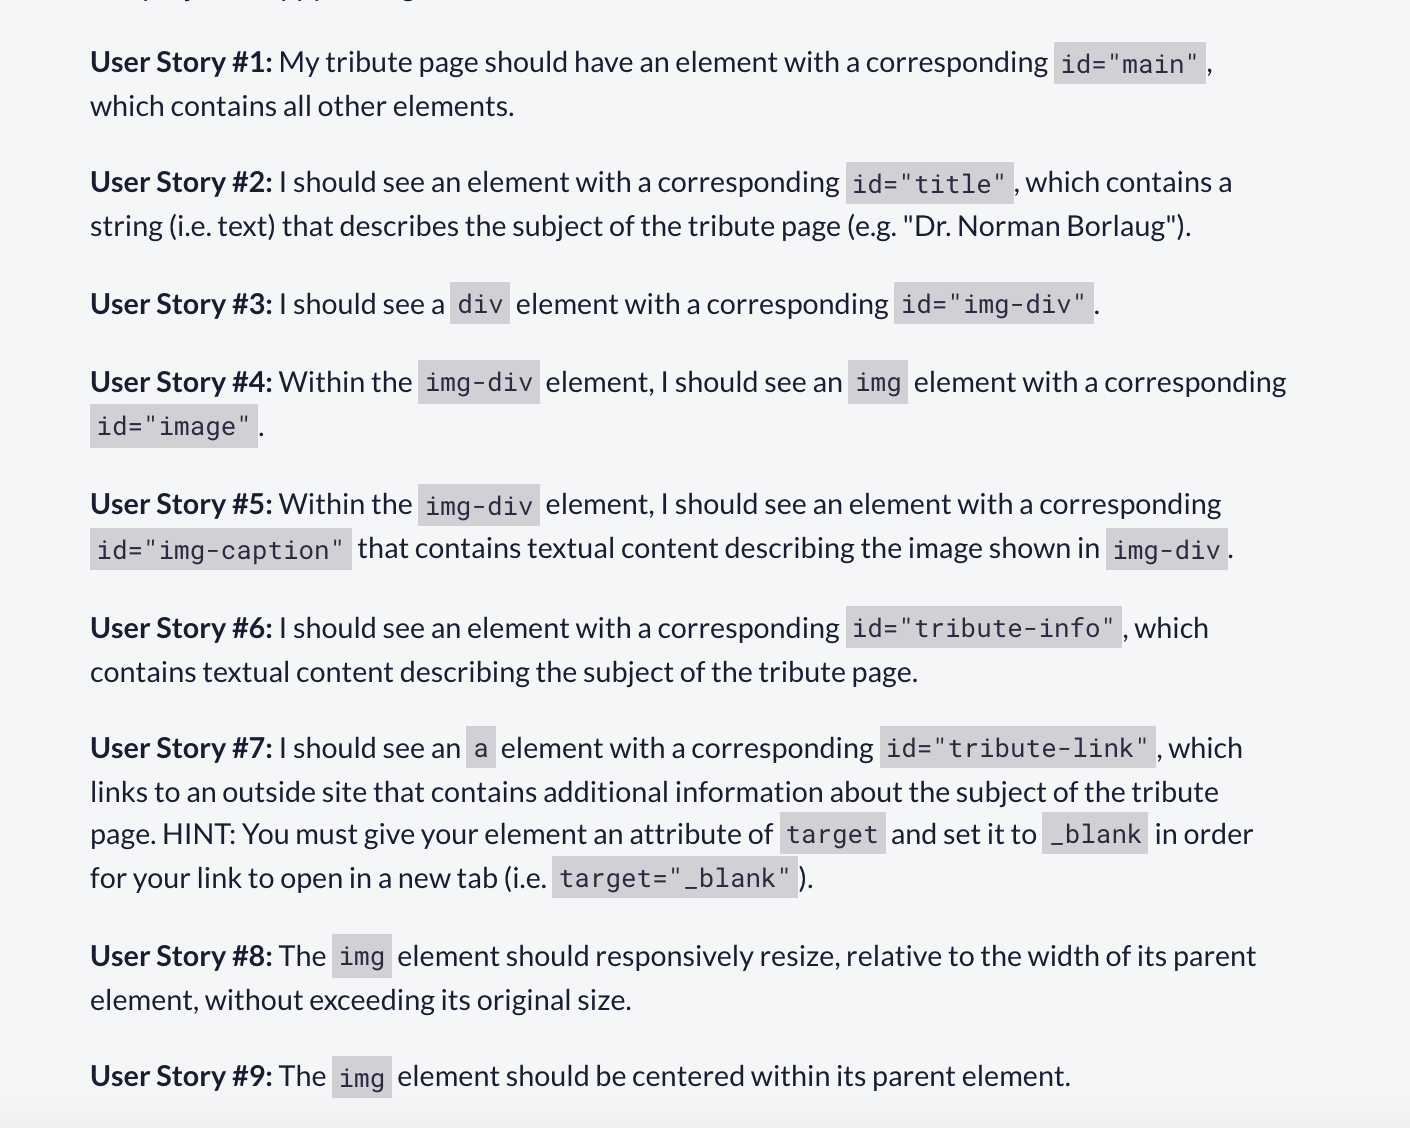 User Story #1: My tribute page should have an element with a corresponding id="main",
which contains all other elements.
User Story #2: I should see an element with a corresponding id="title", which contains a
string (i.e. text) that describes the subject of the tribute page (e.g. "Dr. Norman Borlaug").
User Story #3: I should see a div element with a corresponding id="img-div".
User Story #4: Within the img-div element, I should see an img element with a corresponding
id="image".
User Story #5: Within the img-div element, I should see an element with a corresponding
id="img-caption" that contains textual content describing the image shown in img-div.
User Story #6: I should see an element with a corresponding id="tribute-info", which
contains textual content describing the subject of the tribute page.
User Story #7: I should see an a element with a corresponding id="tribute-link", which
links to an outside site that contains additional information about the subject of the tribute
page. HINT: You must give your element an attribute of target and set it to _blank in order
for your link to open in a new tab (i.e. target="_blank").
User Story #8: The img element should responsively resize, relative to the width of its parent
element, without exceeding its original size.
User Story #9: The img element should be centered within its parent element.